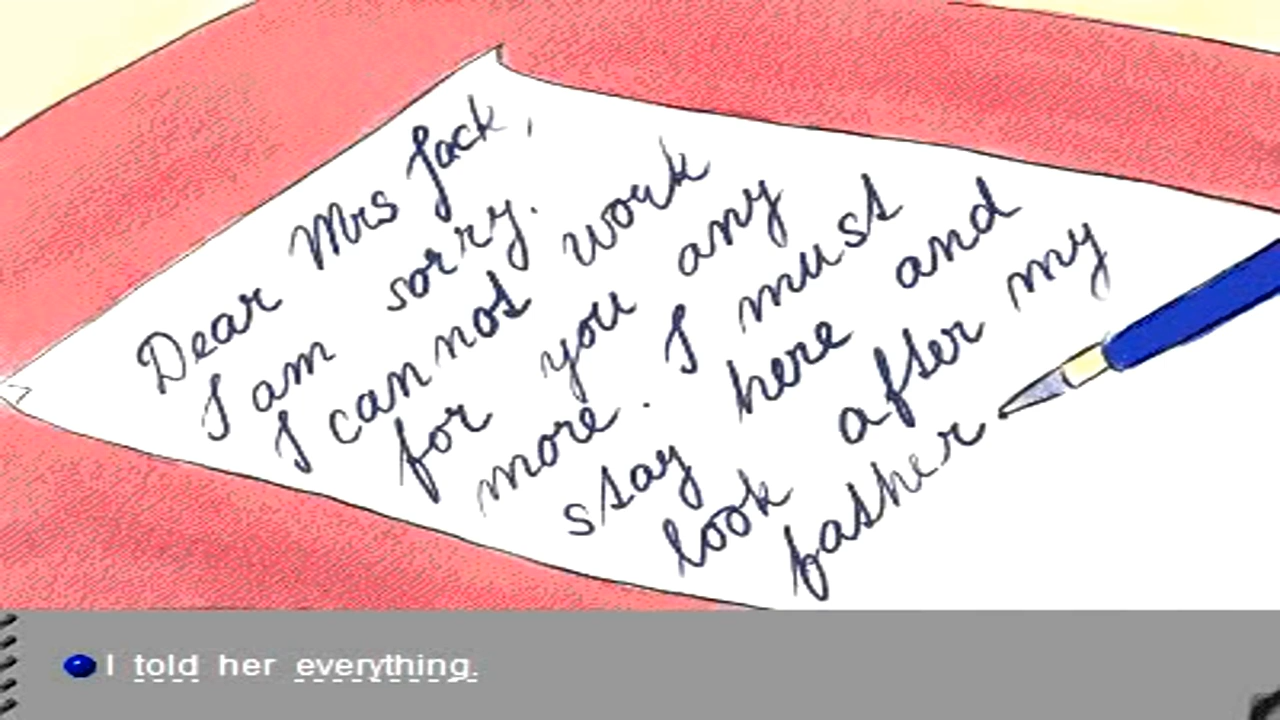 Dear Mrs Jack,
I am sorry.
I cannot work
for you any
more. I must
stay here and
look after my
father
I told her everything.